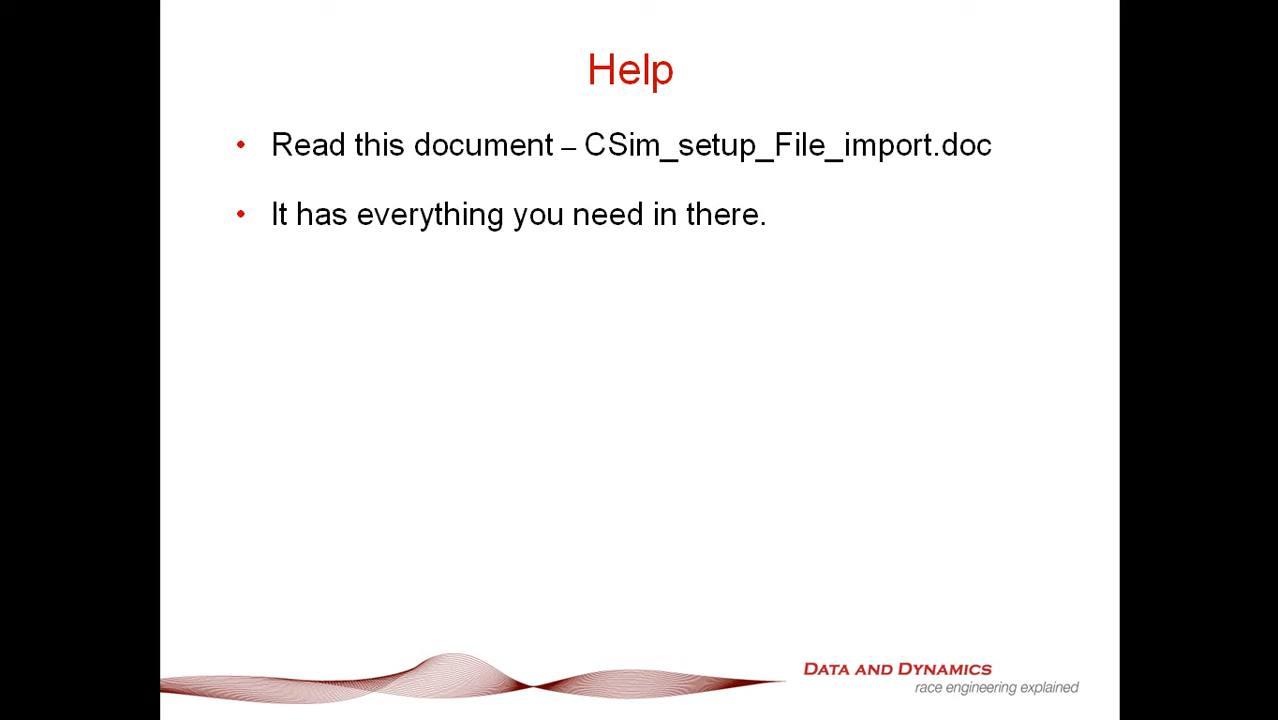 Help
• Read this document – CSim_setup_File_import.doc
• It has everything you need in there.
DATA AND DYNAMICS
race engineering explained